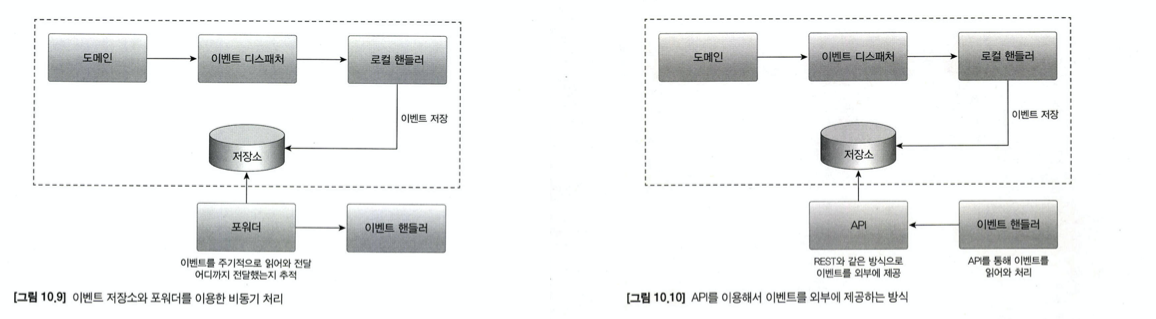 도메인
이벤트 디스패처
로컬 핸들러
이벤트 저장
저장소
포워더
이벤트 핸들러
이벤트를 주기적으로 읽어와 전달
어디까지 전달했는지 추적
[그림 10.9] 이벤트 저장소와 포워더를 이용한 비동기 처리
도메인
이벤트 디스패처
로컬 핸들러
이벤트 저장
저장소
API
이벤트 핸들러
REST와 같은 방식으로
이벤트를 외부에 제공
API를 통해 이벤트를
읽어와 처리
[그림 10.10] API를 이용해서 이벤트를 외부에 제공하는 방식